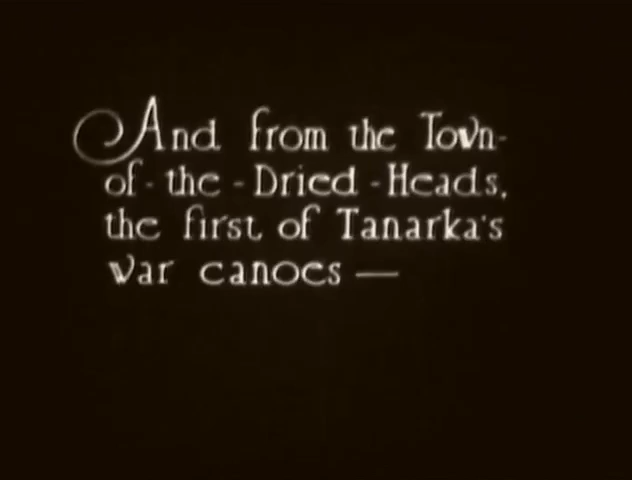 And from the Town-
of-the-Dried-Heads,
the first of Tanarka's
war canoes —